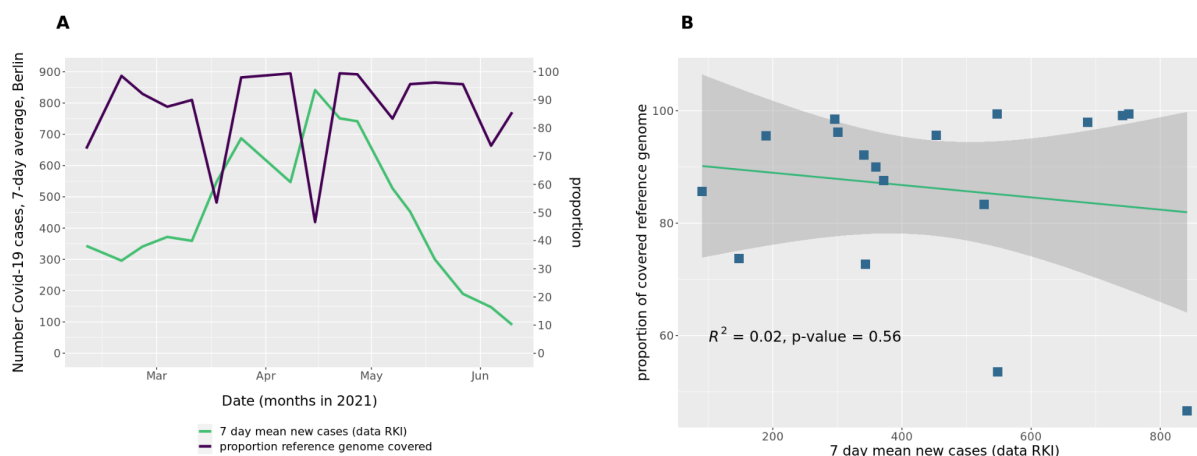 A
Number Covid-19 cases, 7-day average, Berlin
900
800
700
600
500
400
300
200
100
0
100
90
80
70
60
50
40
30
20
10
0
proportion
Mar
Apr
May
Jun
Date (months in 2021)
7 day mean new cases (data RKI)
proportion reference genome covered
B
proportion of covered reference genome
100
80
60
R² = 0.02, p-value = 0.56
200
400
600
800
7 day mean new cases (data RKI)